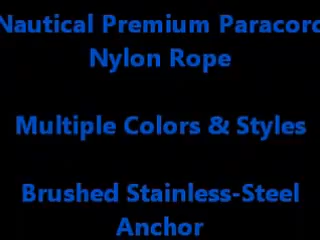 Nautical Premium Paracord
Nylon Rope
Multiple Colors & Styles
Brushed Stainless-Steel
Anchor